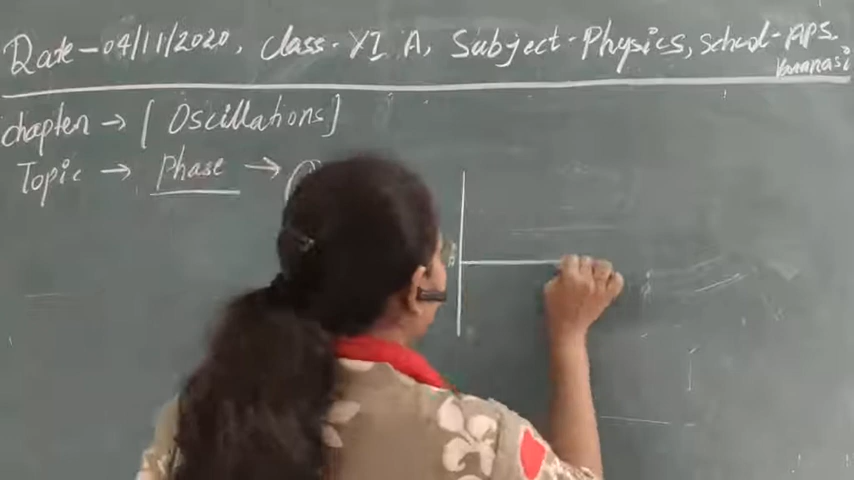 Date - 04/11/2020, class - XI A, Subject - Physics, School - APS
Varanasi
chapter → [Oscillations]
Topic → Phase →